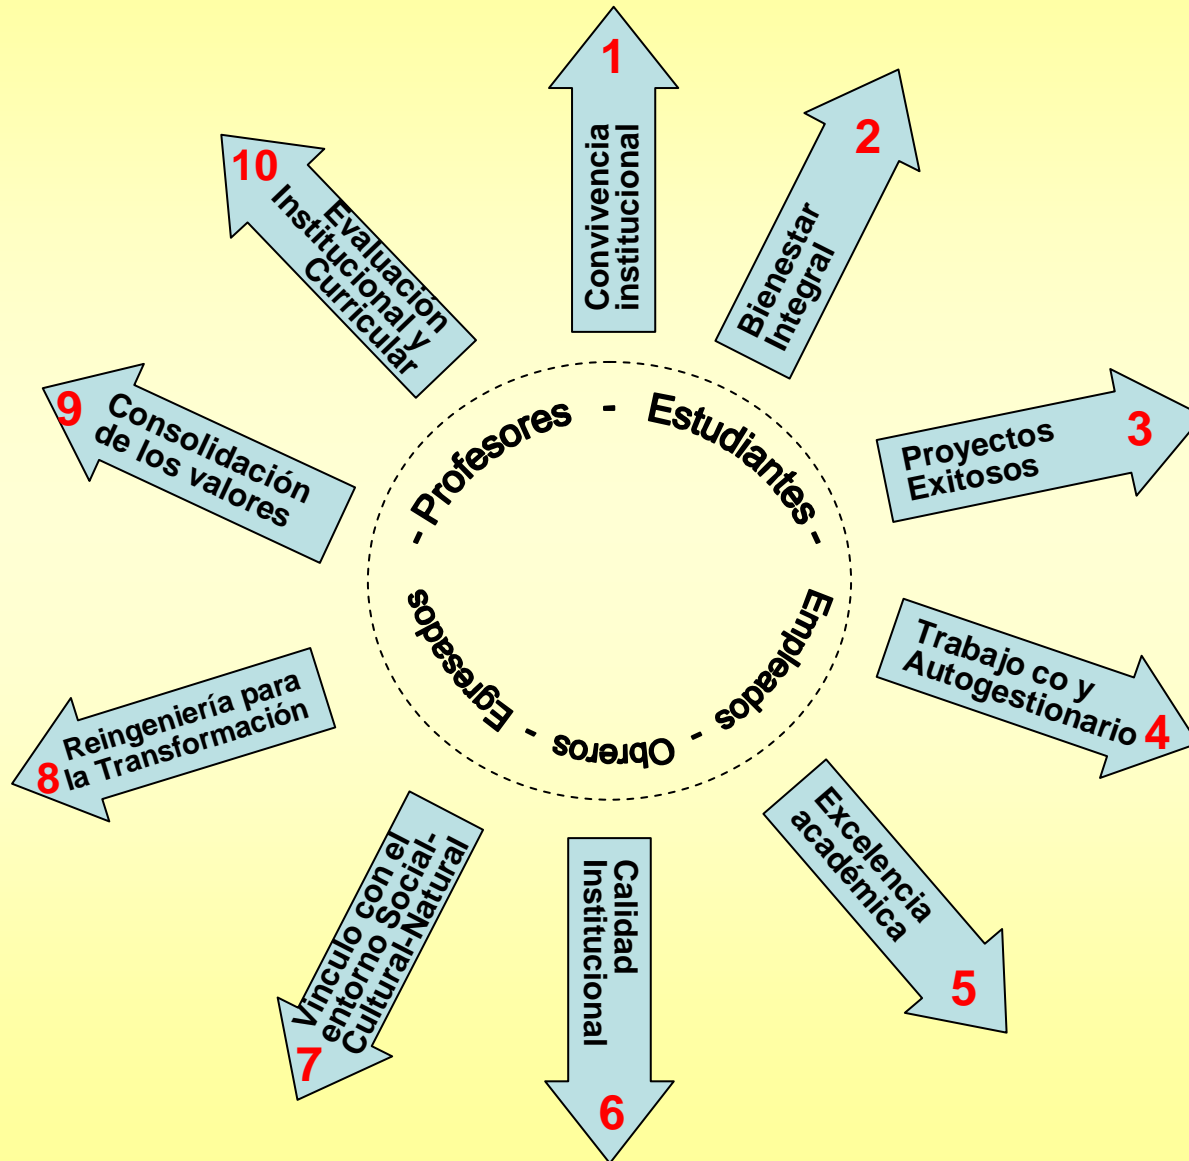 1
Convivencia
institucional
2
Bienestar
Integral
3
Proyectos
Exitosos
Trabajo co y
Autogestionario
4
Excelencia
académica
5
Calidad
Institucional
6
Vinculo con el
entorno Social-
Cultural-Natural
7
Reingeniería para
la Transformación
8
9
Consolidación
de los valores
10
Evaluación
Institucional y
Curricular
- Profesores - Estudiantes -
Empleados - Obreros - Egresados